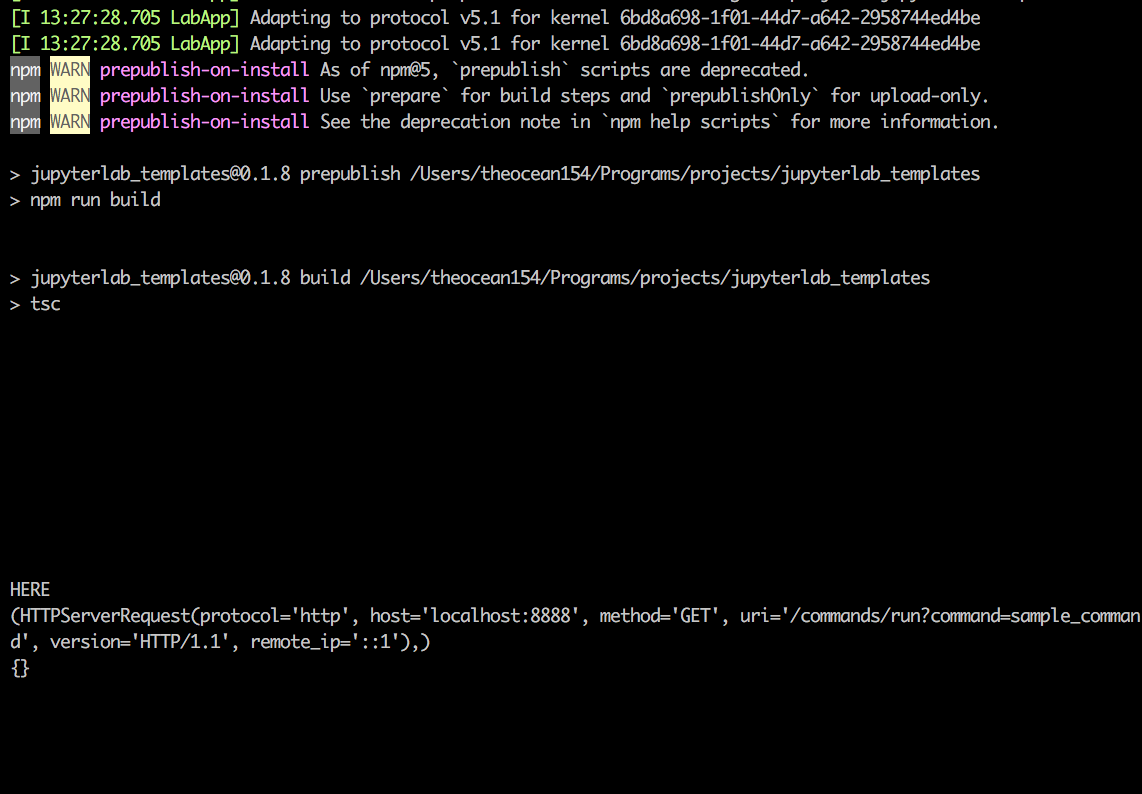 [I 13:27:28.705 LabApp] Adapting to protocol v5.1 for kernel 6bd8a698-1f01-44d7-a642-2958744ed4be
[I 13:27:28.705 LabApp] Adapting to protocol v5.1 for kernel 6bd8a698-1f01-44d7-a642-2958744ed4be
npm WARN prepublish-on-install As of npm@5, `prepublish` scripts are deprecated.
npm WARN prepublish-on-install Use `prepare` for build steps and `prepublishOnly` for upload-only.
npm WARN prepublish-on-install See the deprecation note in `npm help scripts` for more information.
> jupyterlab_templates@0.1.8 prepublish /Users/theocean154/Programs/projects/jupyterlab_templates
> npm run build
> jupyterlab_templates@0.1.8 build /Users/theocean154/Programs/projects/jupyterlab_templates
> tsc
HERE
(HTTPServerRequest(protocol='http', host='localhost:8888', method='GET', uri='/commands/run?command=sample_comman
d', version='HTTP/1.1', remote_ip='::1'),)
{}